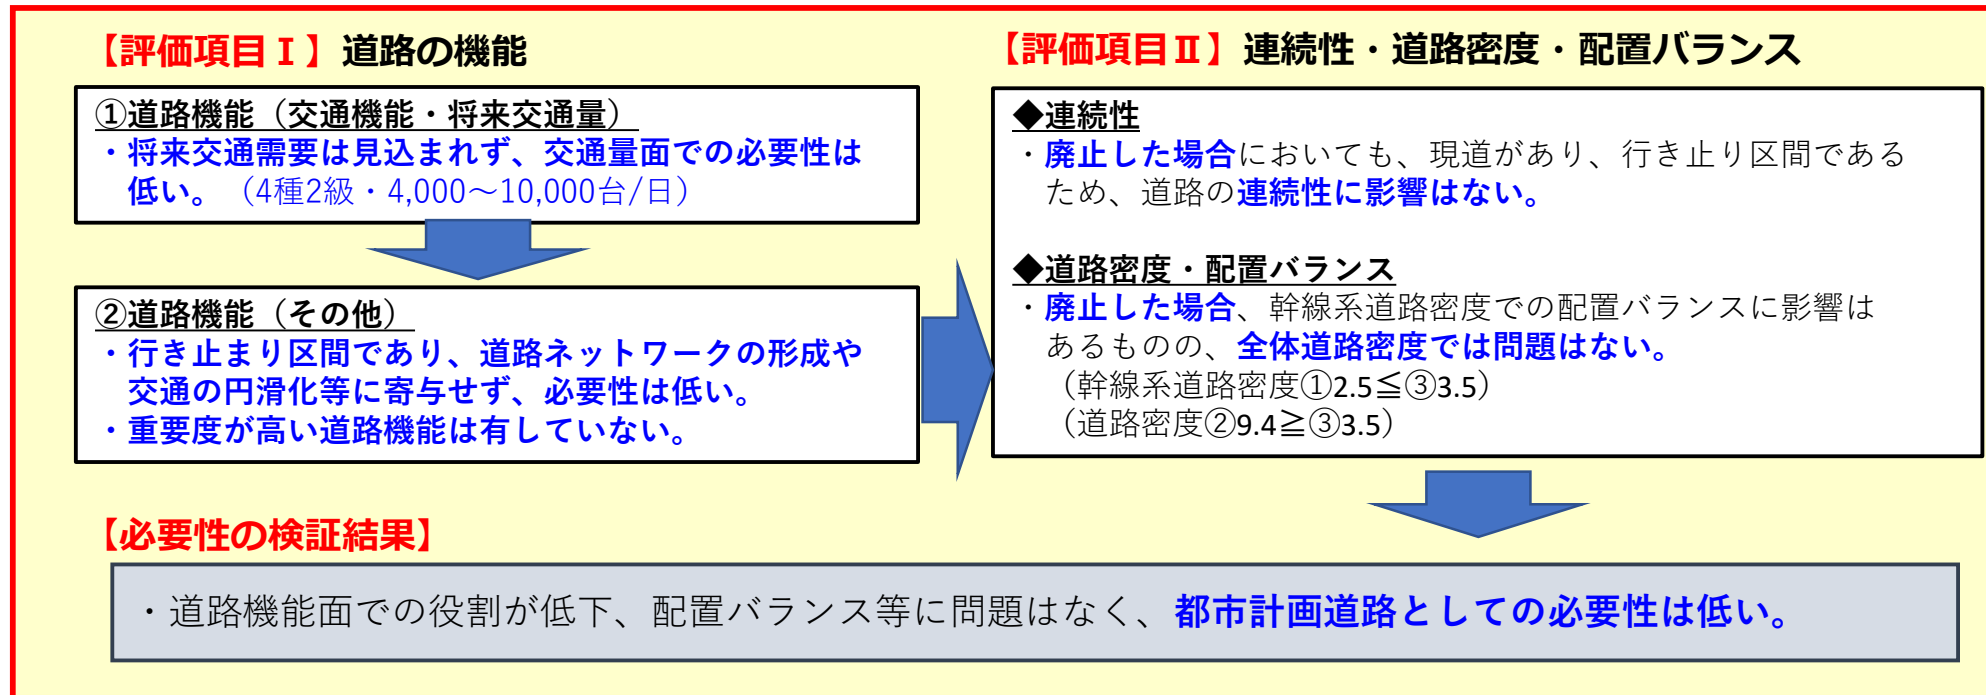 【評価項目Ⅰ】道路の機能
①道路機能（交通機能・将来交通量）
・将来交通需要は見込まれず、交通量面での必要性は
低い。（4種2級・4,000～10,000台/日）
②道路機能（その他）
・行き止まり区間であり、道路ネットワークの形成や
交通の円滑化等に寄与せず、必要性は低い。
・重要度が高い道路機能は有していない。
【評価項目Ⅱ】連続性・道路密度・配置バランス
◆連続性
・廃止した場合においても、現道があり、行き止り区間である
ため、道路の連続性に影響はない。
◆道路密度・配置バランス
・廃止した場合、幹線系道路密度での配置バランスに影響は
あるものの、全体道路密度では問題はない。
（幹線系道路密度①2.5≦③3.5）
（道路密度②9.4≧③3.5）
【必要性の検証結果】
・道路機能面での役割が低下、配置バランス等に問題はなく、都市計画道路としての必要性は低い。